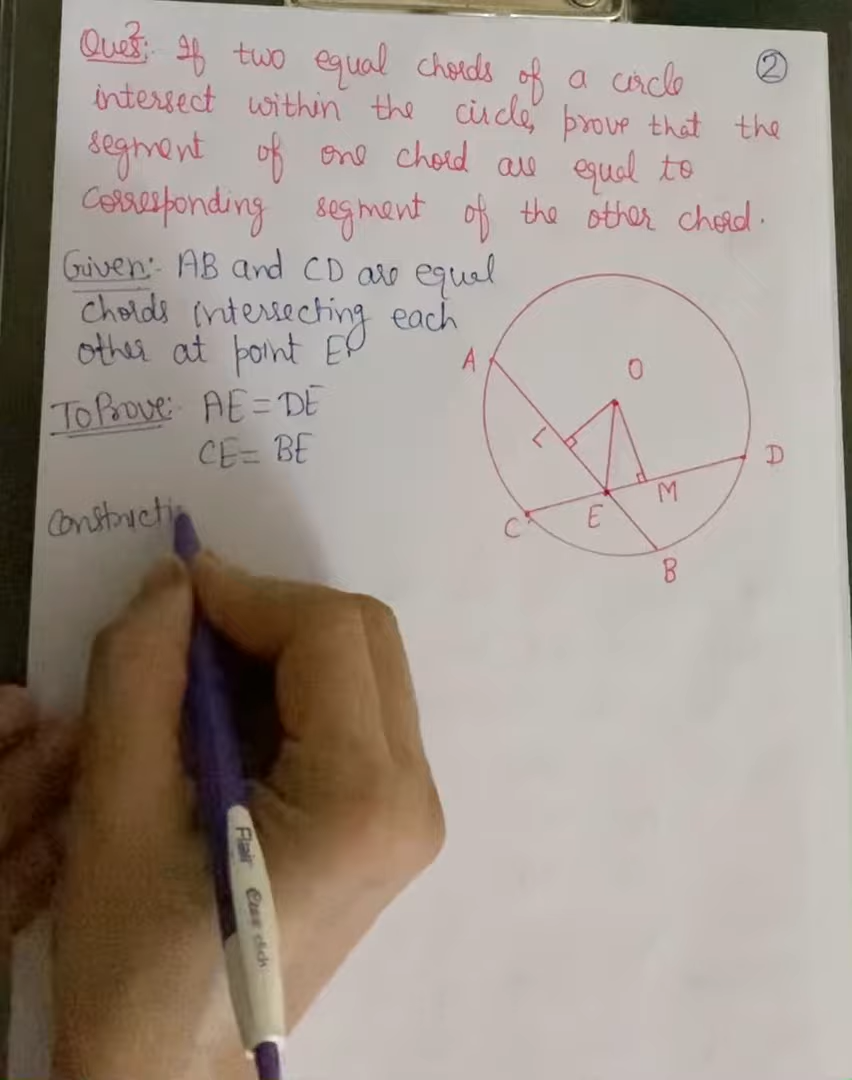 Ques2: If two equal chords of a circle
②
intersect within the circle, prove that the
segment of one chord are equal to
corresponding segment of the other chord.
Given:- AB and CD are equal
chords intersecting each
other at point E
To Prove: AE = DE
CE = BE
Constructi
A
O
L
D
M
E
C
B
Flair